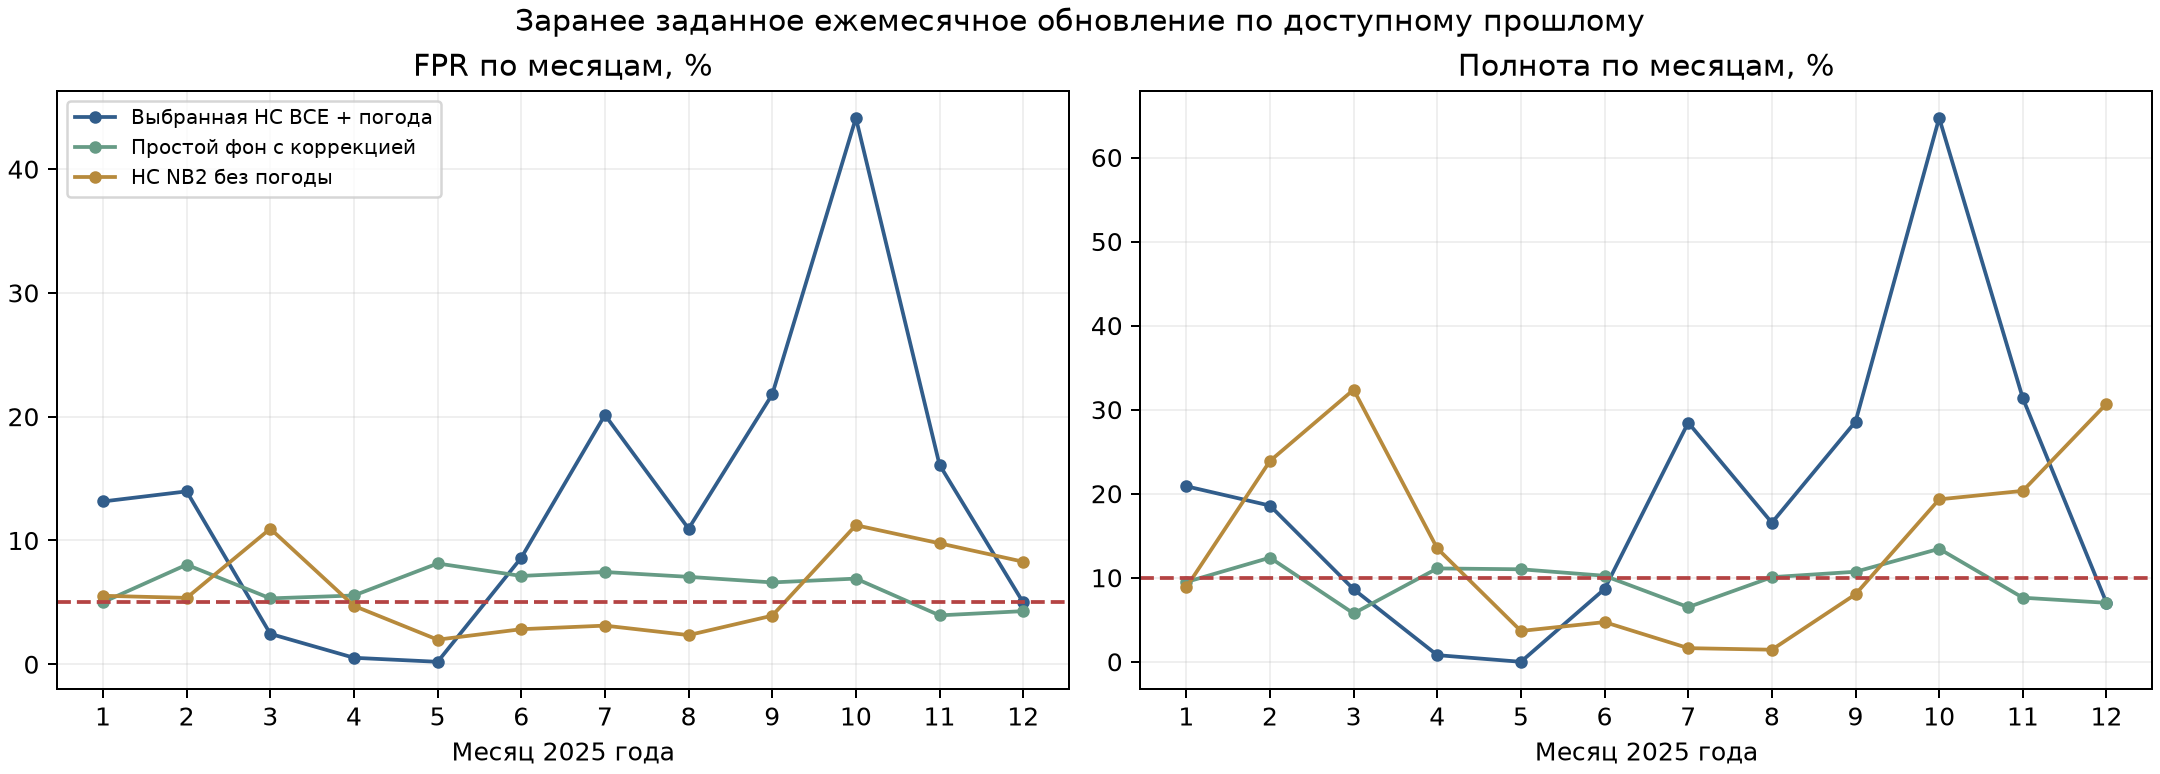 Заранее заданное ежемесячное обновление по доступному прошлому
FPR по месяцам, %
Выбранная НС BCE + погода
Простой фон с коррекцией
НС NB2 без погоды
40
30
20
10
0
1 2 3 4 5 6 7 8 9 10 11 12
Месяц 2025 года
Полнота по месяцам, %
60
50
40
30
20
10
0
1 2 3 4 5 6 7 8 9 10 11 12
Месяц 2025 года